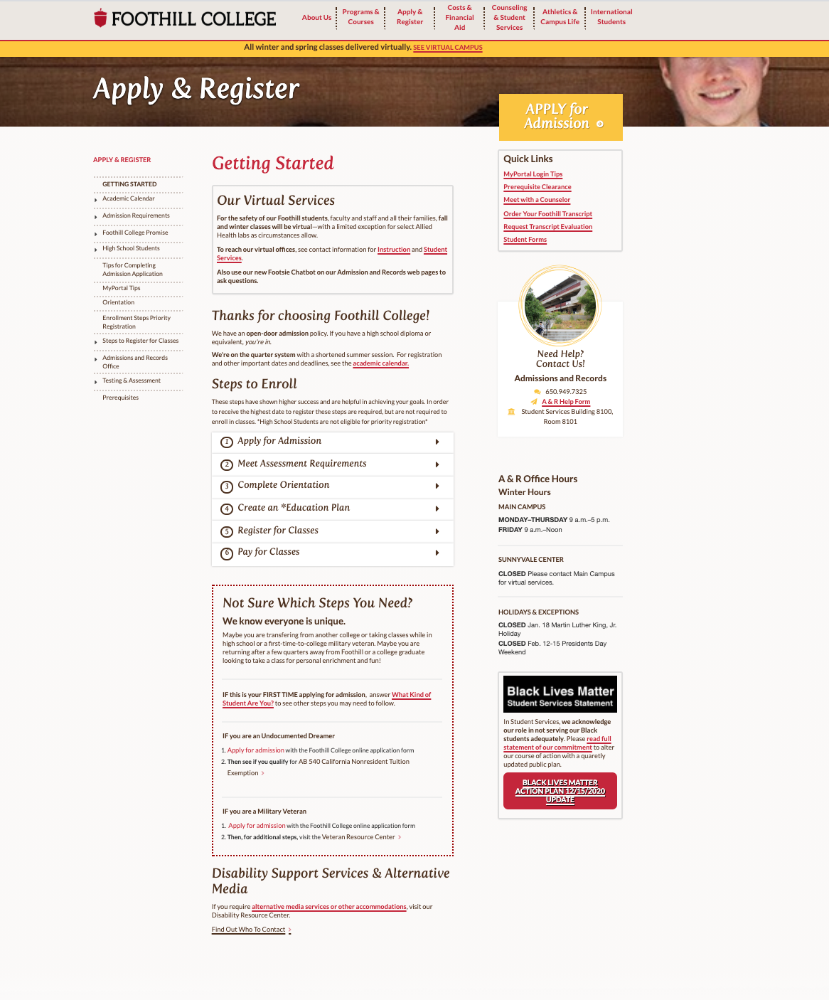 FOOTHILL COLLEGE
About Us
Programs &
Courses
Apply &
Register
Costs &
Financial
Aid
Counseling
& Student
Services
Athletics &
Campus Life
International
Students
All winter and spring classes delivered virtually. SEE VIRTUAL CAMPUS
Apply & Register
APPLY for
Admission
APPLY & REGISTER
GETTING STARTED
Academic Calendar
Admission Requirements
Foothill College Promise
High School Students
Tips for Completing
Admission Application
MyPortal Tips
Orientation
Enrollment Steps Priority
Registration
Steps to Register for Classes
Admissions and Records
Office
Testing & Assessment
Prerequisites
Getting Started
Our Virtual Services
For the safety of our Foothill students, faculty and staff and all their families, fall
and winter classes will be virtual—with a limited exception for select Allied
Health labs as circumstances allow.
To reach our virtual offices, see contact information for Instruction and Student
Services.
Also use our new Footsie Chatbot on our Admission and Records web pages to
ask questions.
Thanks for choosing Foothill College!
We have an open-door admission policy. If you have a high school diploma or
equivalent, you're in.
We're on the quarter system with a shortened summer session. For registration
and other important dates and deadlines, see the academic calendar.
Steps to Enroll
These steps have shown higher success and are helpful in achieving your goals. In order
to receive the highest date to register these steps are required, but are not required to
enroll in classes. *High School Students are not eligible for priority registration*
1 Apply for Admission
2 Meet Assessment Requirements
3 Complete Orientation
4 Create an *Education Plan
5 Register for Classes
6 Pay for Classes
Not Sure Which Steps You Need?
We know everyone is unique.
Maybe you are transfering from another college or taking classes while in
high school or a first-time-to-college military veteran. Maybe you are
returning after a few quarters away from Foothill or a college graduate
looking to take a class for personal enrichment and fun!
IF this is your FIRST TIME applying for admission, answer What Kind of
Student Are You? to see other steps you may need to follow.
IF you are an Undocumented Dreamer
1. Apply for admission with the Foothill College online application form
2. Then see if you qualify for AB 540 California Nonresident Tuition
Exemption
IF you are a Military Veteran
1. Apply for admission with the Foothill College online application form
2. Then, for additional steps, visit the Veteran Resource Center
Disability Support Services & Alternative
Media
If you require alternative media services or other accommodations, visit our
Disability Resource Center.
Find Out Who To Contact
Quick Links
MyPortal Login Tips
Prerequisite Clearance
Meet with a Counselor
Order Your Foothill Transcript
Request Transcript Evaluation
Student Forms
Need Help?
Contact Us!
Admissions and Records
650.949.7325
A & R Help Form
Student Services Building 8100,
Room 8101
A & R Office Hours
Winter Hours
MAIN CAMPUS
MONDAY–THURSDAY 9 a.m.–5 p.m.
FRIDAY 9 a.m.–Noon
SUNNYVALE CENTER
CLOSED Please contact Main Campus
for virtual services.
HOLIDAYS & EXCEPTIONS
CLOSED Jan. 18 Martin Luther King, Jr.
Holiday
CLOSED Feb. 12-15 Presidents Day
Weekend
Black Lives Matter
Student Services Statement
In Student Services, we acknowledge
our role in not serving our Black
students adequately. Please read full
statement of our commitment to alter
our course of action with a quaretly
updated public plan.
BLACK LIVES MATTER
ACTION PLAN 12/15/2020
UPDATE